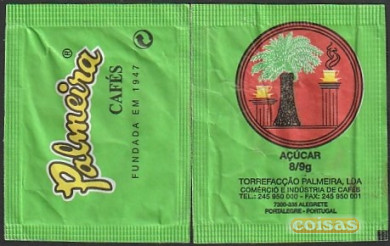 Palmeira®
CAFÉS
FUNDADA EM 1947
AÇÚCAR
8/9g
TORREFACÇÃO PALMEIRA, LDA
COMÉRCIO E INDÚSTRIA DE CAFÉS
TEL.: 245 950 000 - FAX: 245 950 001
7300-305 ALEGRETE
PORTALEGRE - PORTUGAL
coisas